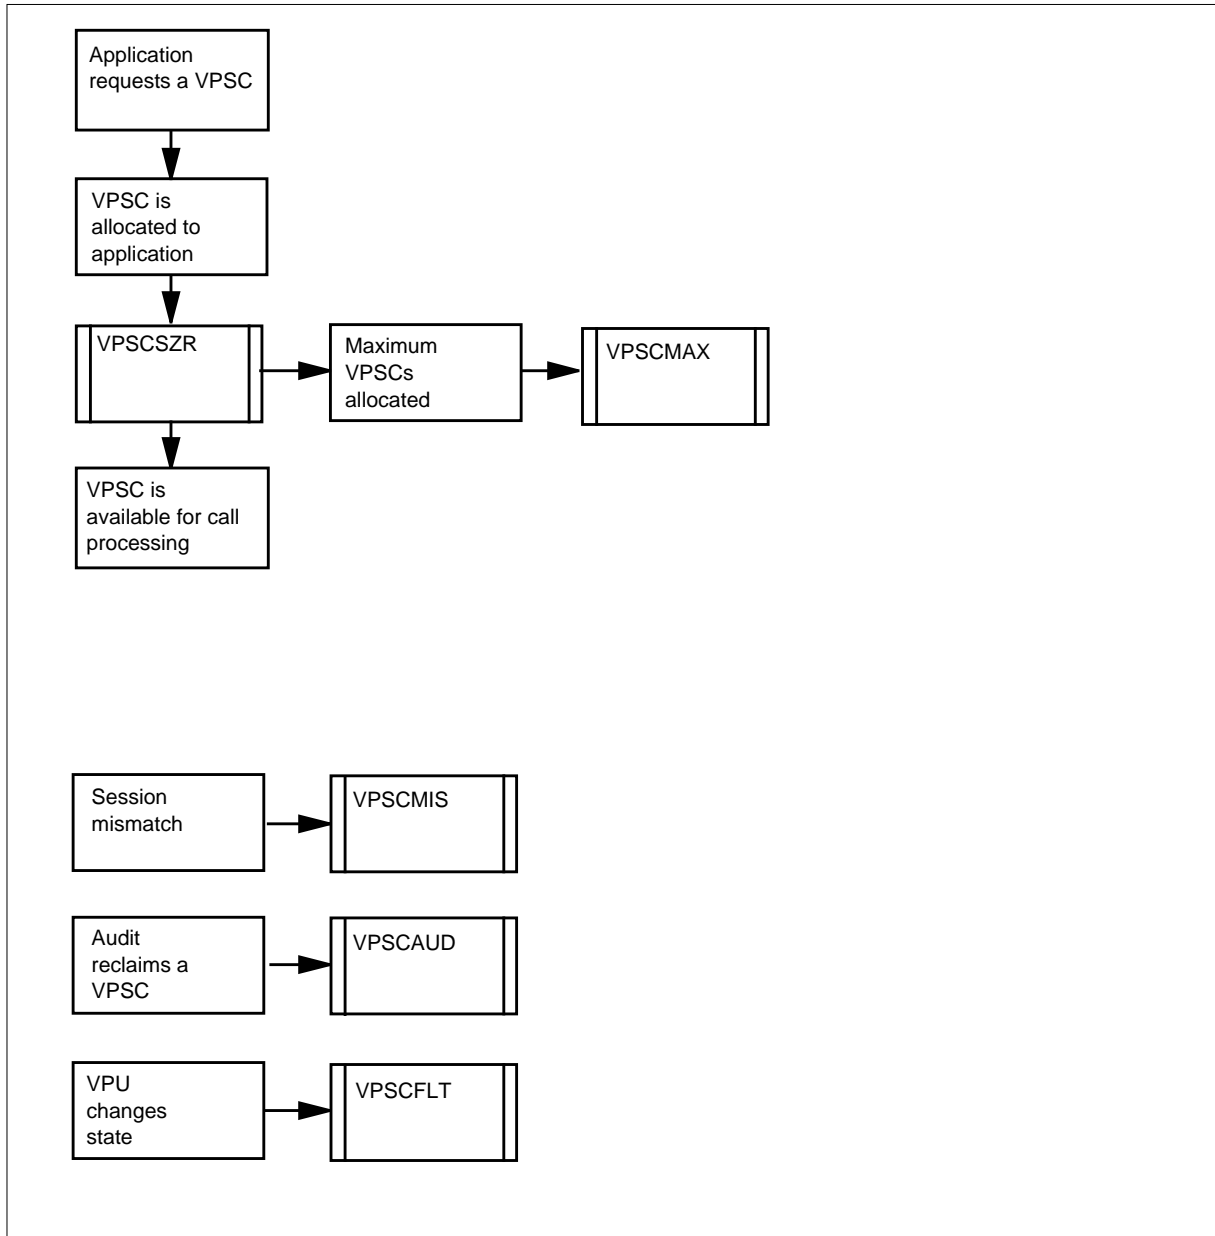 Application
requests a VPSC
VPSC is
allocated to
application
VPSCSZR
Maximum
VPSCs
allocated
VPSCMAX
VPSC is
available for call
processing
Session
mismatch
VPSCMIS
Audit
reclaims a
VPSC
VPSCAUD
VPU
changes
state
VPSCFLT